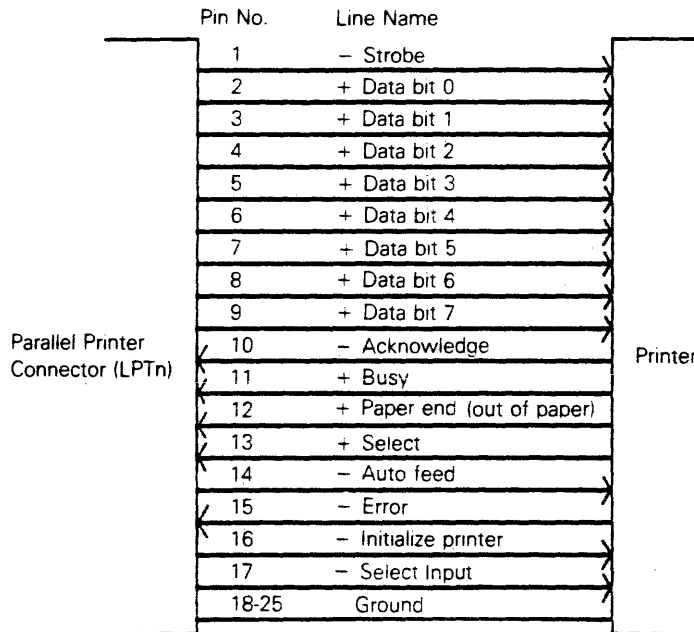 Pin No. Line Name
1 − Strobe
2 + Data bit 0
3 + Data bit 1
4 + Data bit 2
5 + Data bit 3
6 + Data bit 4
7 + Data bit 5
8 + Data bit 6
9 + Data bit 7
Parallel Printer
Connector (LPTn)
10 − Acknowledge
Printer
11 + Busy
12 + Paper end (out of paper)
13 + Select
14 − Auto feed
15 − Error
16 − Initialize printer
17 − Select Input
18-25 Ground